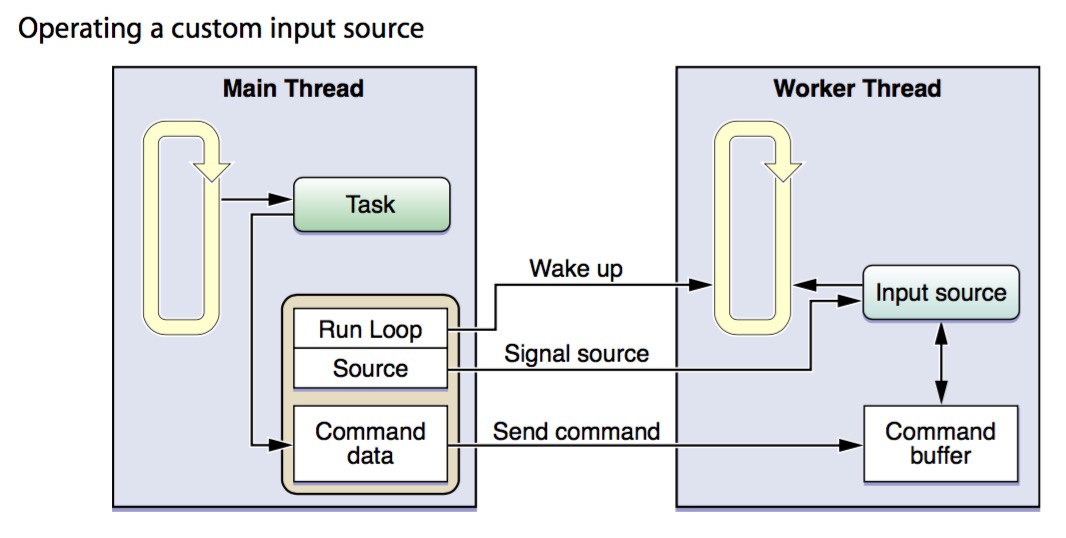 Operating a custom input source
Main Thread
Worker Thread
Task
Wake up
Input source
Run Loop
Signal source
Source
Command
data
Send command
Command
buffer